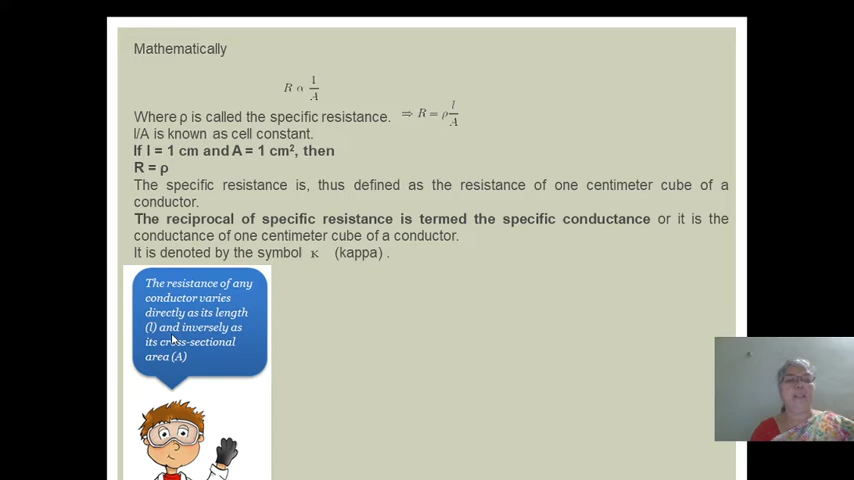 Mathematically
R α 1/A
Where ρ is called the specific resistance. ⇒ R = ρ l/A
l/A is known as cell constant.
If l = 1 cm and A = 1 cm², then
R = ρ
The specific resistance is, thus defined as the resistance of one centimeter cube of a
conductor.
The reciprocal of specific resistance is termed the specific conductance or it is the
conductance of one centimeter cube of a conductor.
It is denoted by the symbol κ (kappa) .
The resistance of any
conductor varies
directly as its length
(l) and inversely as
its cross-sectional
area (A)